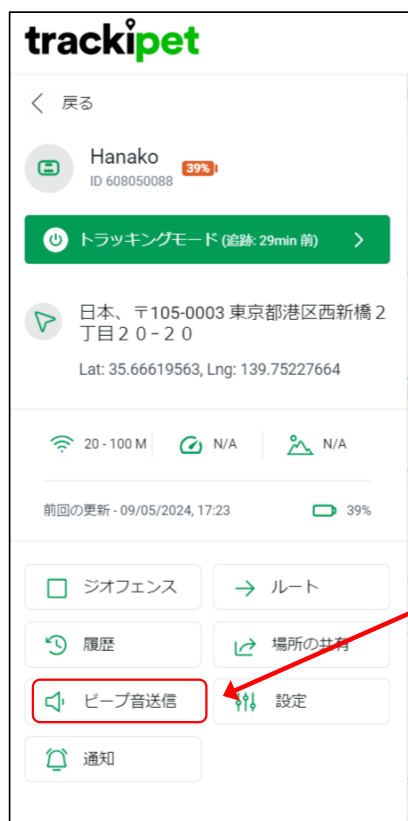 trackipet
戻る
Hanako
39%
ID 608050088
トラッキングモード (追跡: 29min 前)
日本、〒105-0003 東京都港区西新橋２
丁目２０−２０
Lat: 35.66619563, Lng: 139.75227664
20 - 100 M N/A N/A
前回の更新 - 09/05/2024, 17:23 39%
ジオフェンス ルート
履歴 場所の共有
ビープ音送信 設定
通知